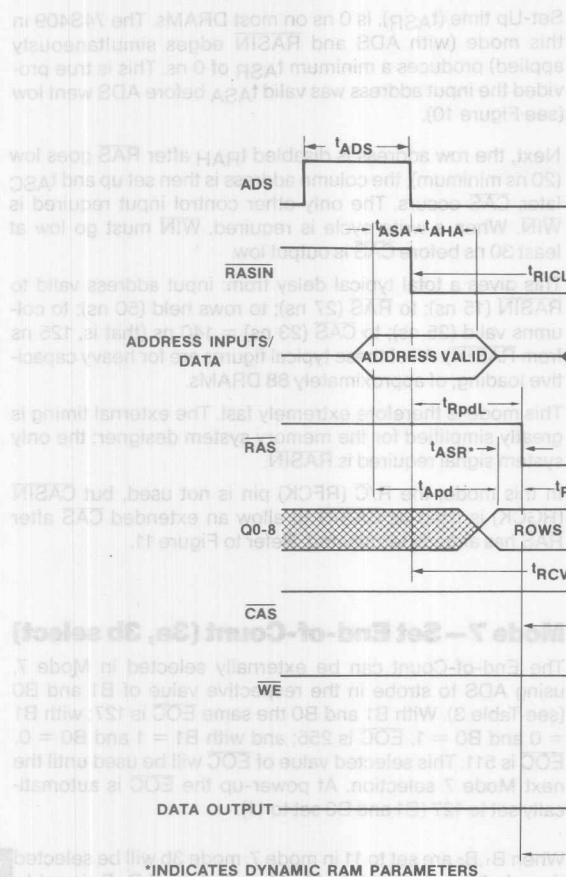 tADS
ADS
tASA
tAHA
RASIN
tRICL
ADDRESS INPUTS/
DATA
ADDRESS VALID
tRpdL
RAS
tASR*
tApd
Q0-8
ROWS
tRCV
CAS
WE
DATA OUTPUT
*INDICATES DYNAMIC RAM PARAMETERS
Set-Up time (tASR), is 0 ns on most DRAMs. The 74S409 in
this mode (with ADS and RASIN edges simultaneously
applied) produces a minimum tASR of 0 ns. This is true pro-
vided the input address was valid tASA before ADS went low
(see Figure 10).
Next, the row address is disabled tRAH after RAS goes low
(20 ns minimum), the column address is then set up and tASC
later CAS occurs. The only other control input required is
WIN. When a write cycle is required, WIN must go low at
least 30 ns before CAS is output low.
This gives a total typical delay from: input address valid to
RASIN (15 ns); to RAS (27 ns); to rows held (50 ns); to col-
umns valid (25 ns); to CAS (23 ns) = 140 ns (that is, 125 ns
typical figures are for heavy capaci-
tive loading, of approximately 88 DRAMs.
This mode is therefore extremely fast. The external timing is
greatly simplified for the memory system designer: the only
system signal required is RASIN.
In this mode, the R/C (RFCK) pin is not used, but CASIN
allow an extended CAS after
RAS has
Refer to Figure 11.
Mode 7 – Set End-of-Count (3a, 3b select)
The End-of-Count can be externally selected in Mode 7,
using ADS to strobe in the respective value of B1 and B0
(see Table 3). With B1 and B0 the same EOC is 127; with B1
= 0 and B0 = 1, EOC is 255; and with B1 = 1 and B0 = 0,
EOC is 511. This selected value of EOC will be used until the
next Mode 7 selection. At power-up the EOC is automati-
cally set to 127 (B1 and B0 set to
When B1, B0 are set to 11 in mode 7; mode 3b will be selected